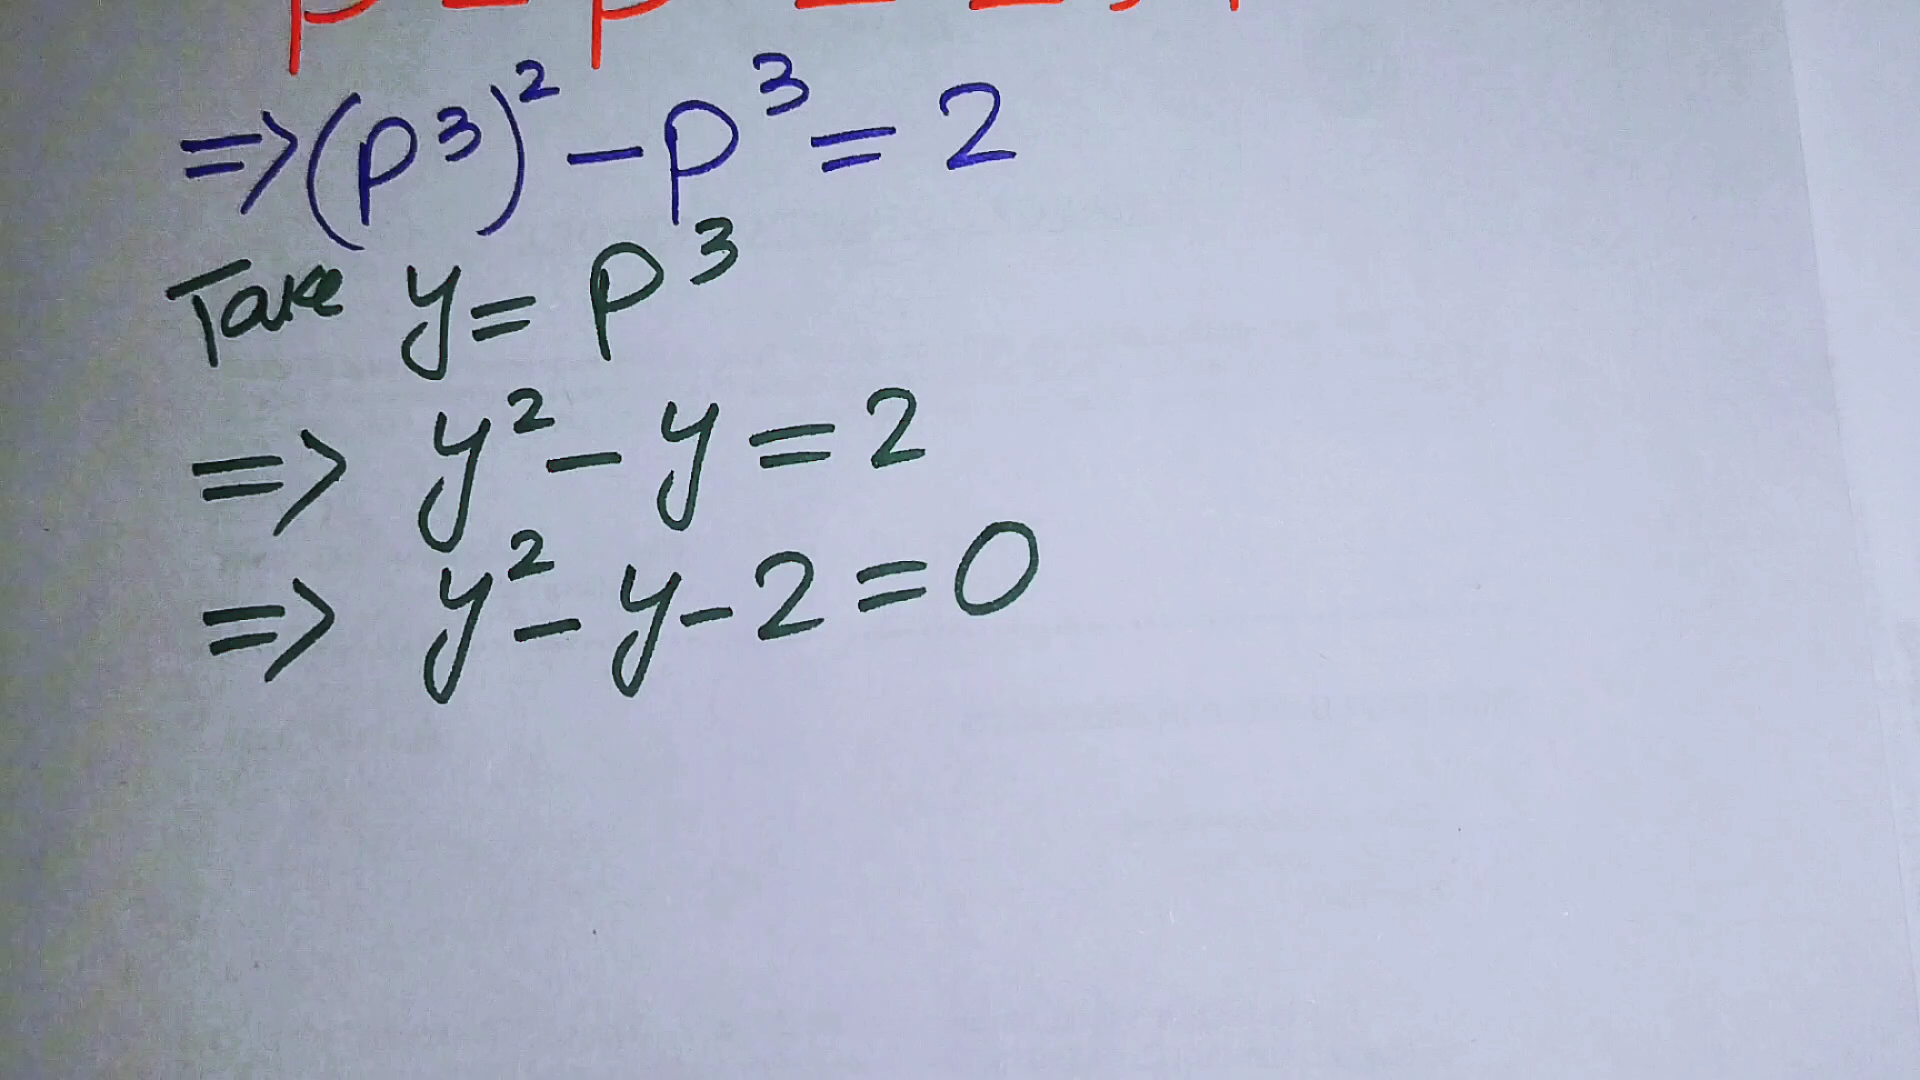 ⇒ (p³)² - p³ = 2
Take y = p³
⇒ y² - y = 2
⇒ y² - y - 2 = 0